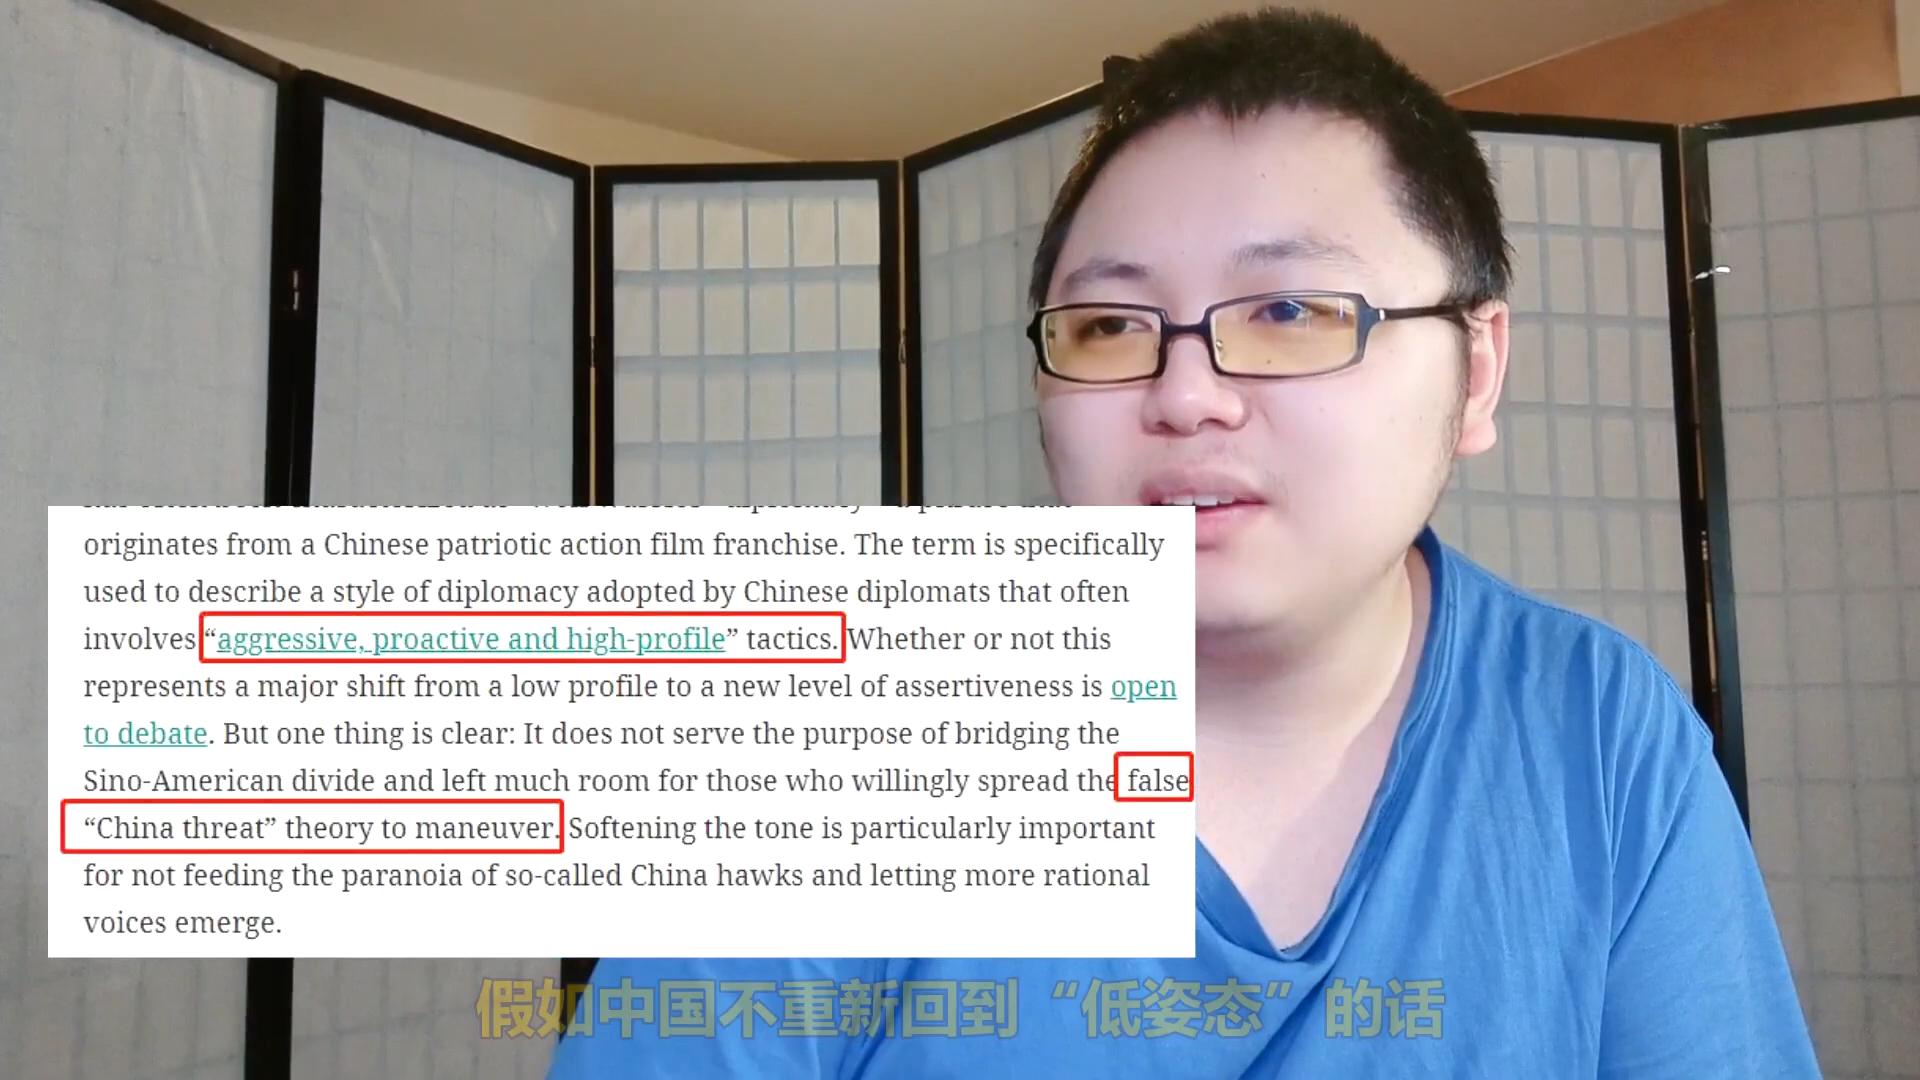 originates from a Chinese patriotic action film franchise. The term is specifically
used to describe a style of diplomacy adopted by Chinese diplomats that often
involves “aggressive, proactive and high-profile” tactics. Whether or not this
represents a major shift from a low profile to a new level of assertiveness is open
to debate. But one thing is clear: It does not serve the purpose of bridging the
Sino-American divide and left much room for those who willingly spread the false
“China threat” theory to maneuver. Softening the tone is particularly important
for not feeding the paranoia of so-called China hawks and letting more rational
voices emerge.
假如中国不重新回到“低姿态”的话